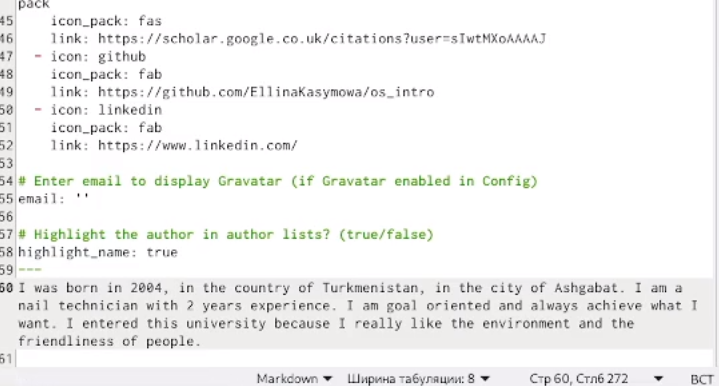 pack
45 icon_pack: fas
46 link: https://scholar.google.co.uk/citations?user=sIwtMXoAAAAJ
47 - icon: github
48 icon_pack: fab
49 link: https://github.com/EllinaKasymowa/os_intro
50 - icon: linkedin
51 icon_pack: fab
52 link: https://www.linkedin.com/
53
54 # Enter email to display Gravatar (if Gravatar enabled in Config)
55 email: ''
56
57 # Highlight the author in author lists? (true/false)
58 highlight_name: true
59 ---
60 I was born in 2004, in the country of Turkmenistan, in the city of Ashgabat. I am a
nail technician with 2 years experience. I am goal oriented and always achieve what I
want. I entered this university because I really like the environment and the
friendliness of people.
61
Markdown Ширина табуляции: 8 Стр 60, Стлб 272 ВСТ